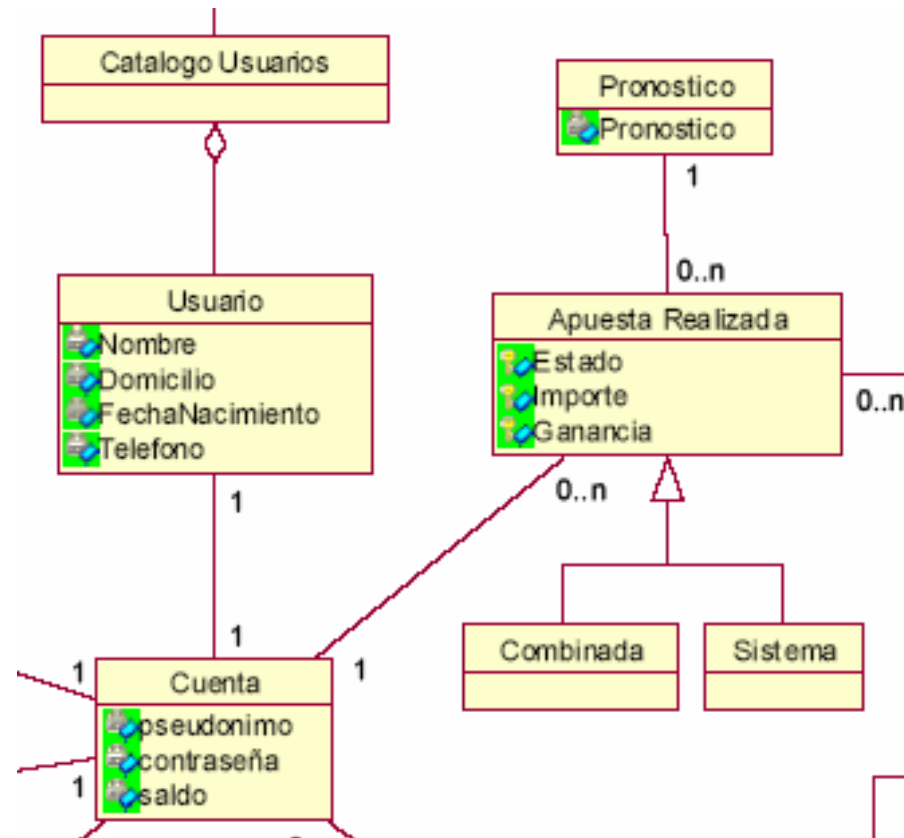 Catalogo Usuarios
Pronostico
Pronostico
1
0..n
Usuario
Nombre
Domicilio
FechaNacimiento
Telefono
1
Apuesta Realizada
Estado
Importe
Ganancia
0..n
0..n
Combinada
Sistema
1
1
1
Cuenta
pseudonimo
contraseña
saldo
1